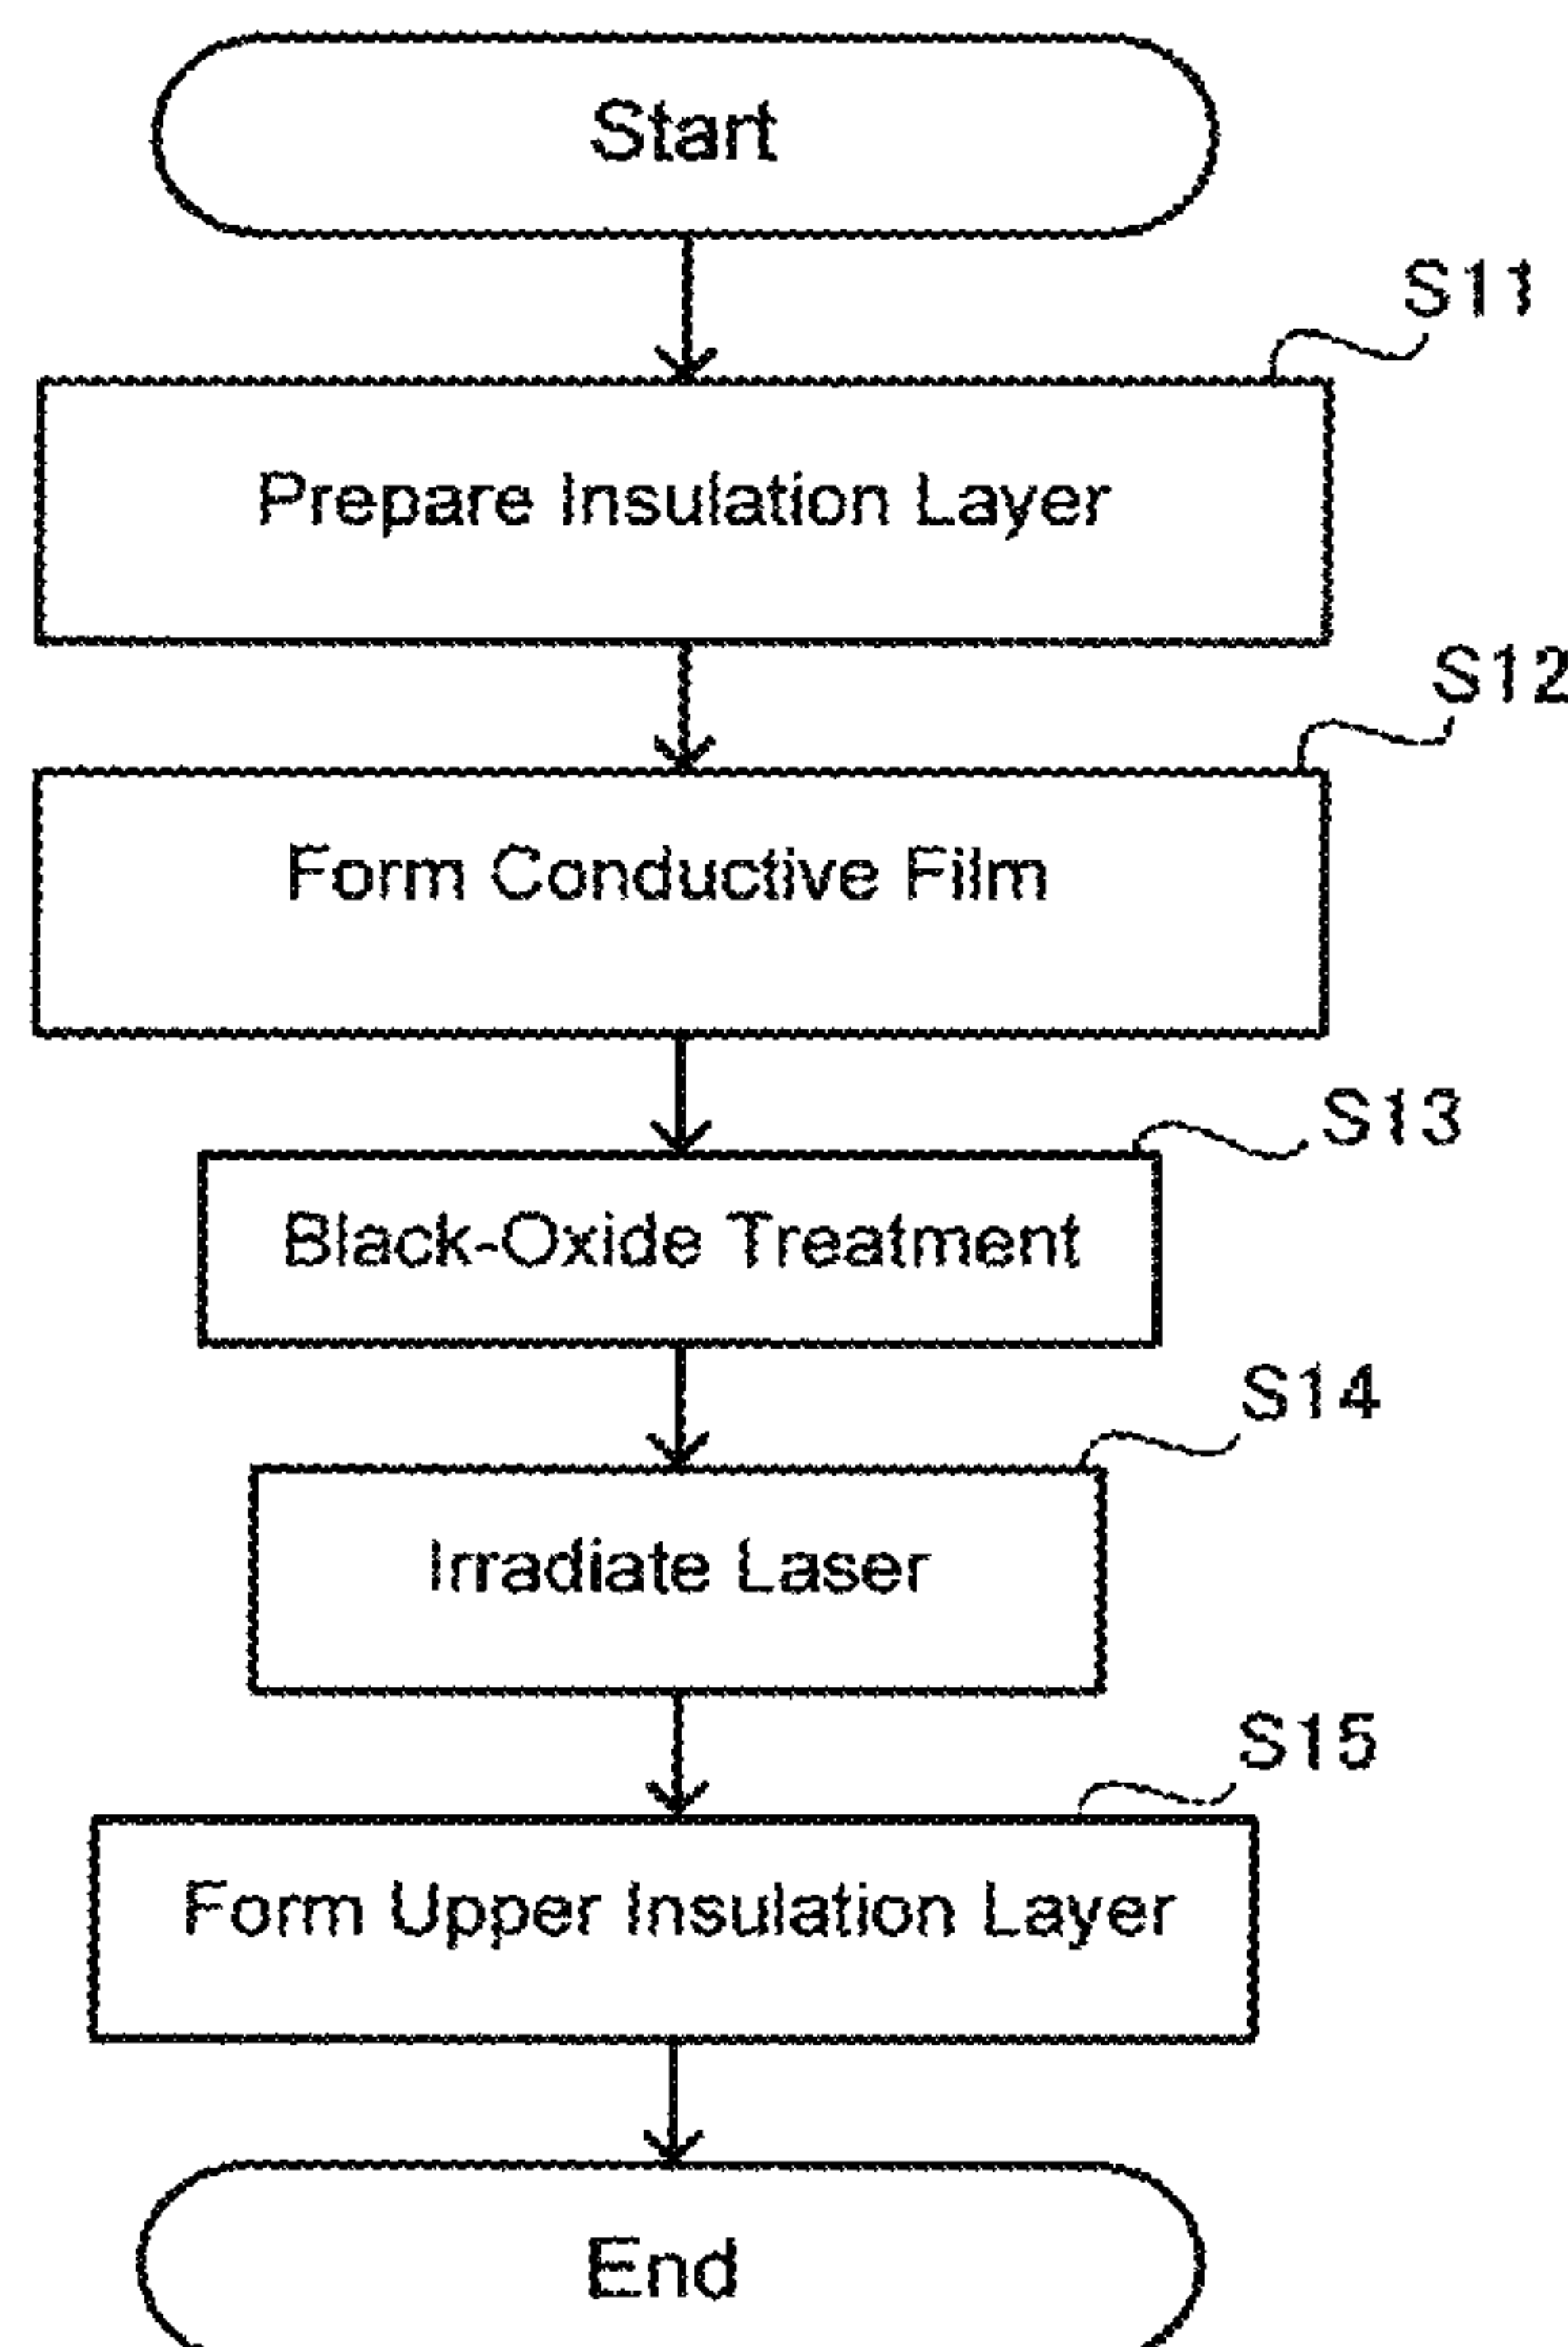 Start
S11
Prepare Insulation Layer
S12
Form Conductive Film
S13
Black-Oxide Treatment
S14
Irradiate Laser
S15
Form Upper Insulation Layer
End